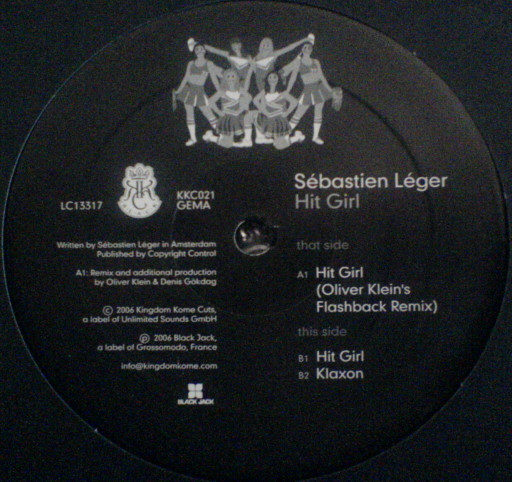 LC13317
KKC021
GEMA
Sébastien Léger
Hit Girl
Written by Sébastien Léger in Amsterdam
Published by Copyright Control
A1: Remix and additional production
by Oliver Klein & Denis Gökdag
© 2006 Kingdom Kome Cuts,
a label of Unlimited Sounds GmbH
℗ 2006 Black Jack,
a label of Grossomodo, France
info@kingdomkome.com
BLACK JACK
that side
A1 Hit Girl
(Oliver Klein's
Flashback Remix)
this side
B1 Hit Girl
B2 Klaxon